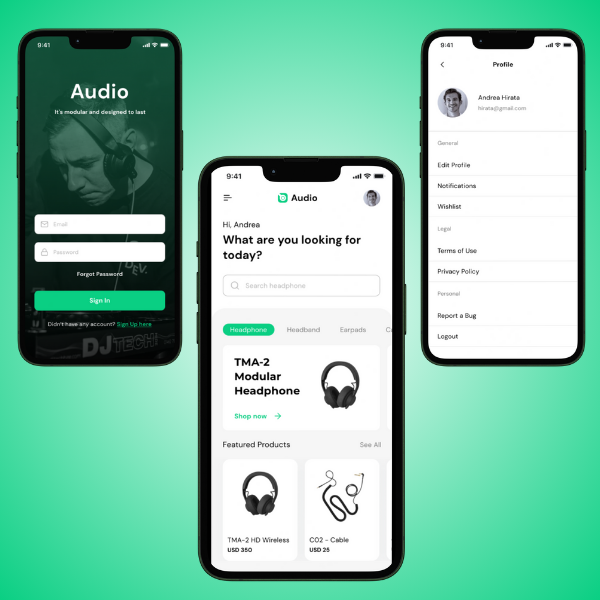 9:41
Audio
It's modular and designed to last
DEV.
Email
Password
Forgot Password
Sign In
Didn't have any account? Sign Up here
DJTECH
9:41
Audio
Hi, Andrea
What are you looking for
today?
Search headphone
Headphone Headband Earpads
TMA-2
Modular
Headphone
Shop now
Featured Products See All
TMA-2 HD Wireless
USD 350
CO2 - Cable
USD 25
9:41
Profile
Andrea Hirata
hirata@gmail.com
General
Edit Profile
Notifications
Wishlist
Legal
Terms of Use
Privacy Policy
Personal
Report a Bug
Logout